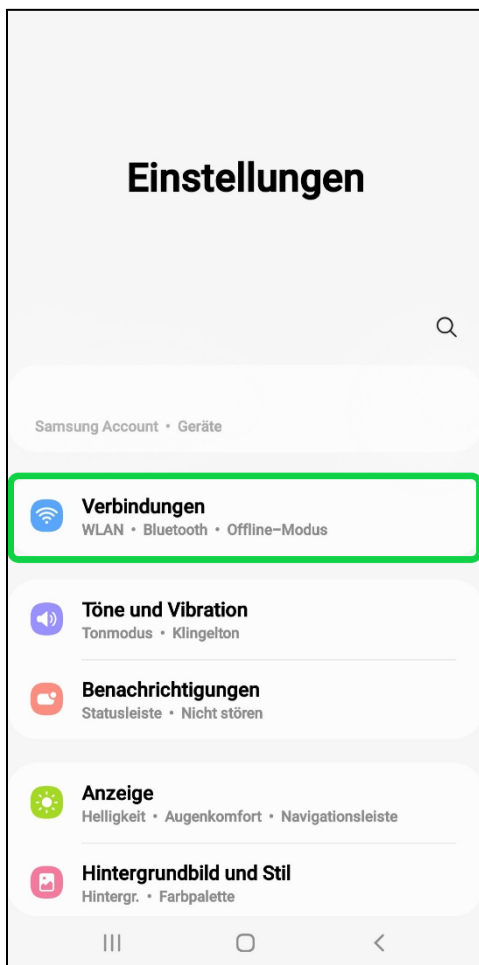 Einstellungen
Samsung Account • Geräte
Verbindungen
WLAN • Bluetooth • Offline-Modus
Töne und Vibration
Tonmodus • Klingelton
Benachrichtigungen
Statusleiste • Nicht stören
Anzeige
Helligkeit • Augenkomfort • Navigationsleiste
Hintergrundbild und Stil
Hintergr. • Farbpalette